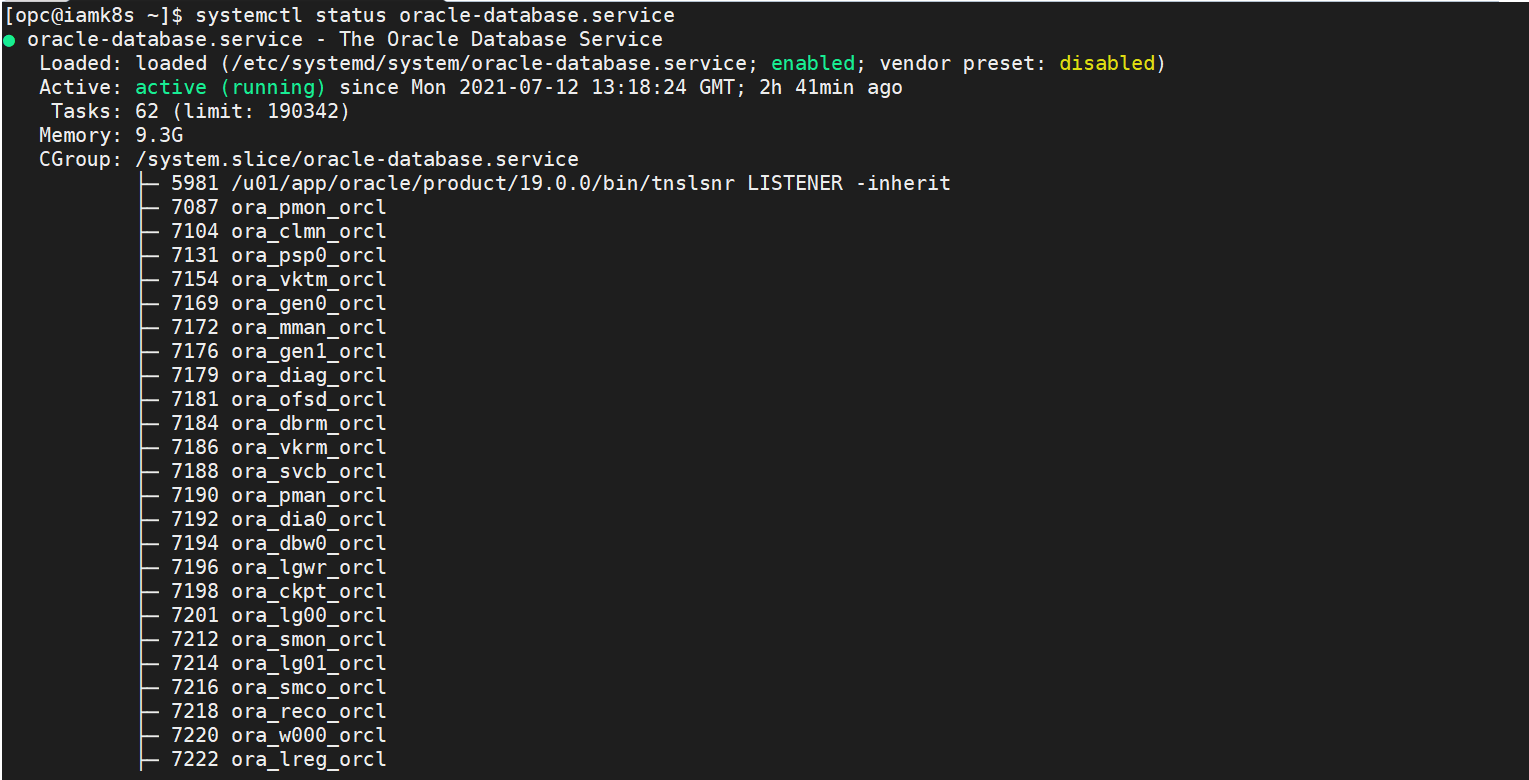 [opc@iamk8s ~]$ systemctl status oracle-database.service
● oracle-database.service - The Oracle Database Service
   Loaded: loaded (/etc/systemd/system/oracle-database.service; enabled; vendor preset: disabled)
   Active: active (running) since Mon 2021-07-12 13:18:24 GMT; 2h 41min ago
    Tasks: 62 (limit: 190342)
   Memory: 9.3G
   CGroup: /system.slice/oracle-database.service
           ├─ 5981 /u01/app/oracle/product/19.0.0/bin/tnslsnr LISTENER -inherit
           ├─ 7087 ora_pmon_orcl
           ├─ 7104 ora_clmn_orcl
           ├─ 7131 ora_psp0_orcl
           ├─ 7154 ora_vktm_orcl
           ├─ 7169 ora_gen0_orcl
           ├─ 7172 ora_mman_orcl
           ├─ 7176 ora_gen1_orcl
           ├─ 7179 ora_diag_orcl
           ├─ 7181 ora_ofsd_orcl
           ├─ 7184 ora_dbrm_orcl
           ├─ 7186 ora_vkrm_orcl
           ├─ 7188 ora_svcb_orcl
           ├─ 7190 ora_pman_orcl
           ├─ 7192 ora_dia0_orcl
           ├─ 7194 ora_dbw0_orcl
           ├─ 7196 ora_lgwr_orcl
           ├─ 7198 ora_ckpt_orcl
           ├─ 7201 ora_lg00_orcl
           ├─ 7212 ora_smon_orcl
           ├─ 7214 ora_lg01_orcl
           ├─ 7216 ora_smco_orcl
           ├─ 7218 ora_reco_orcl
           ├─ 7220 ora_w000_orcl
           ├─ 7222 ora_lreg_orcl